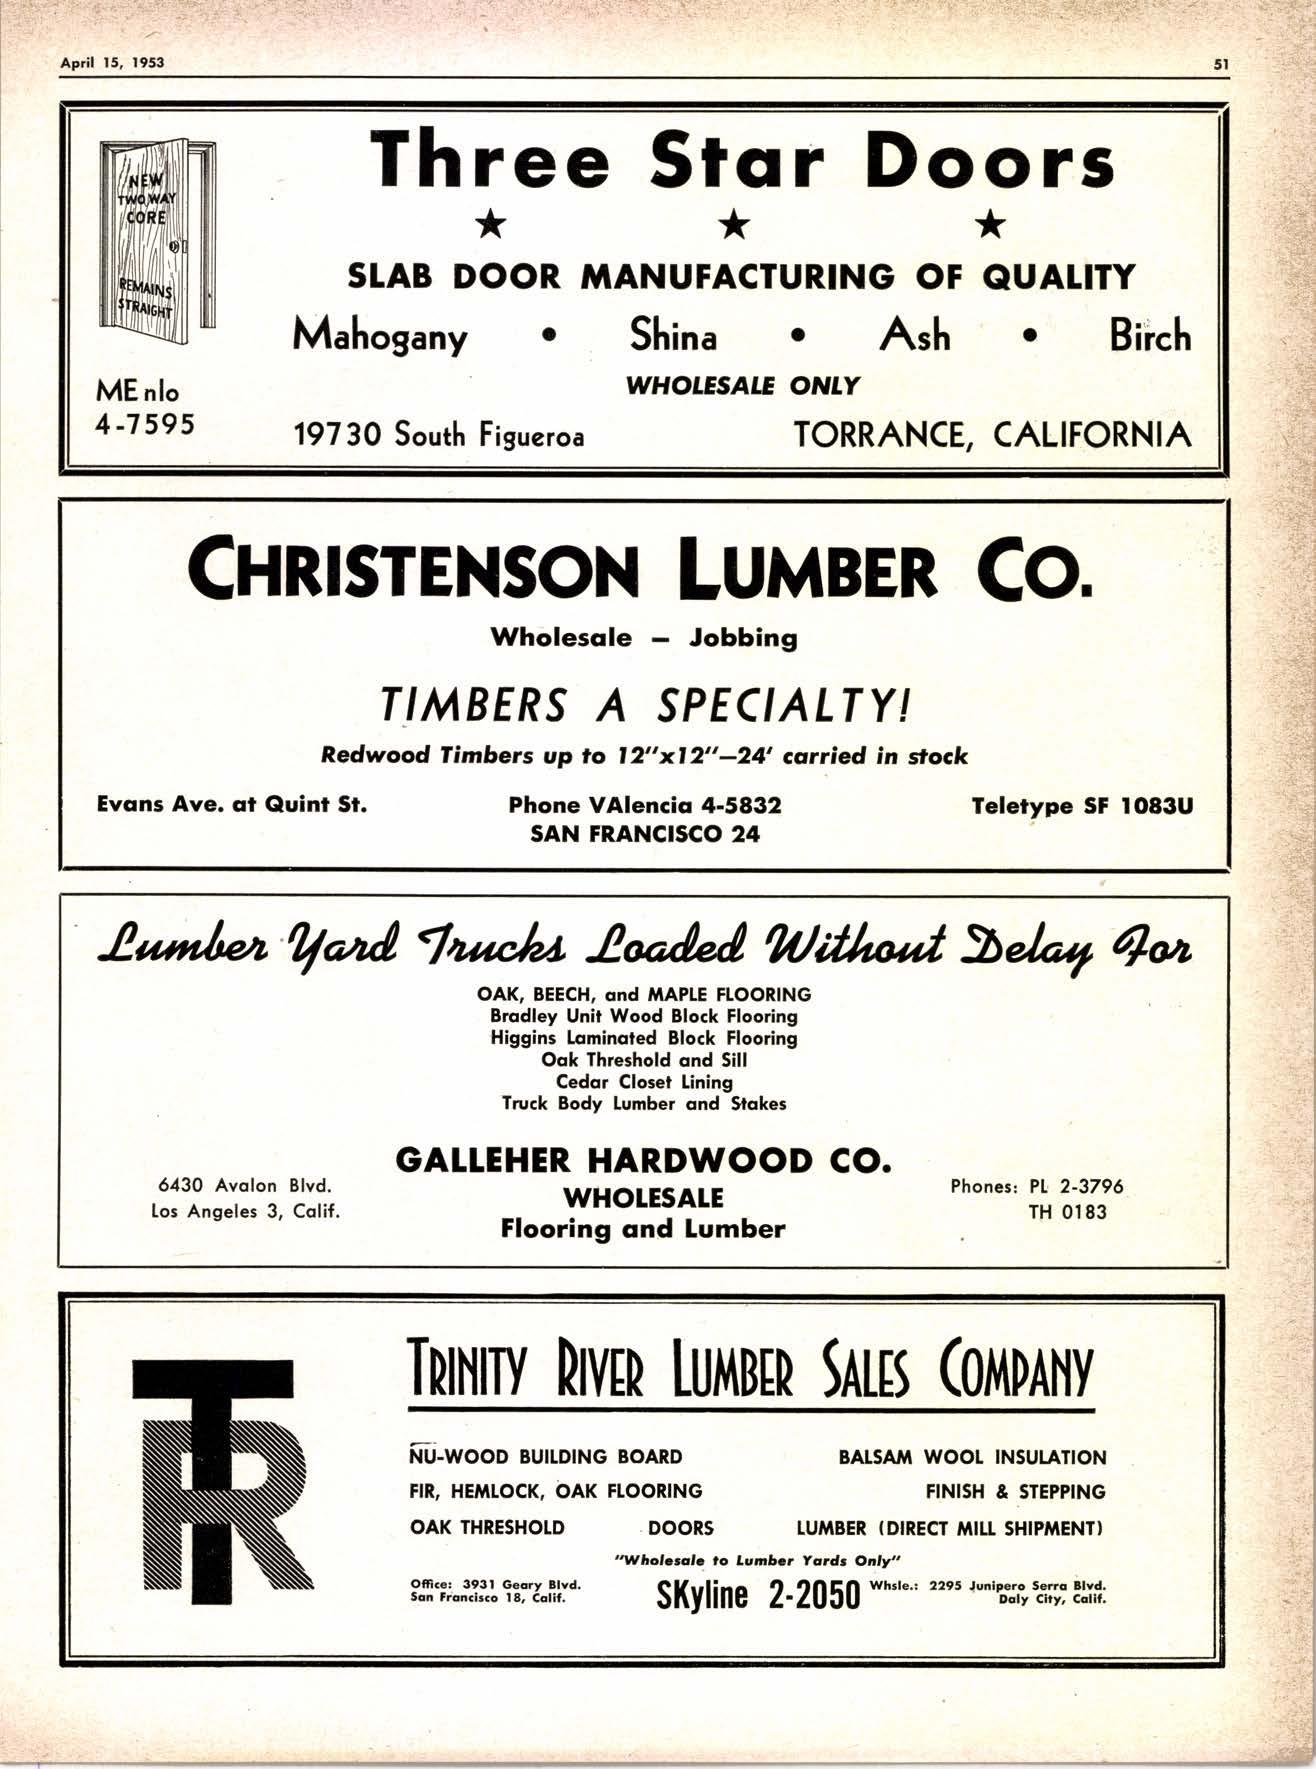 April 15, 1953 51
NEW
TWO WAY
CORE
REMAINS
STRAIGHT
MEnlo
4-7595
Three Star Doors
★ ★ ★
SLAB DOOR MANUFACTURING OF QUALITY
Mahogany • Shina • Ash • Birch
WHOLESALE ONLY
19730 South Figueroa TORRANCE, CALIFORNIA
CHRISTENSON LUMBER CO.
Wholesale — Jobbing
TIMBERS A SPECIALTY!
Redwood Timbers up to 12"x12"—24' carried in stock
Evans Ave. at Quint St. Phone VAlencia 4-5832 Teletype SF 1083U
SAN FRANCISCO 24
Lumber Yard Trucks Loaded Without Delay For
OAK, BEECH, and MAPLE FLOORING
Bradley Unit Wood Block Flooring
Higgins Laminated Block Flooring
Oak Threshold and Sill
Cedar Closet Lining
Truck Body Lumber and Stakes
GALLEHER HARDWOOD CO.
WHOLESALE
Flooring and Lumber
6430 Avalon Blvd.
Los Angeles 3, Calif.
Phones: PL 2-3796
TH 0183
TR
TRINITY RIVER LUMBER SALES COMPANY
NU-WOOD BUILDING BOARD BALSAM WOOL INSULATION
FIR, HEMLOCK, OAK FLOORING FINISH & STEPPING
OAK THRESHOLD DOORS LUMBER (DIRECT MILL SHIPMENT)
"Wholesale to Lumber Yards Only"
Office: 3931 Geary Blvd.
San Francisco 18, Calif.
SKyline 2-2050
Whsle.: 2295 Junipero Serra Blvd.
Daly City, Calif.